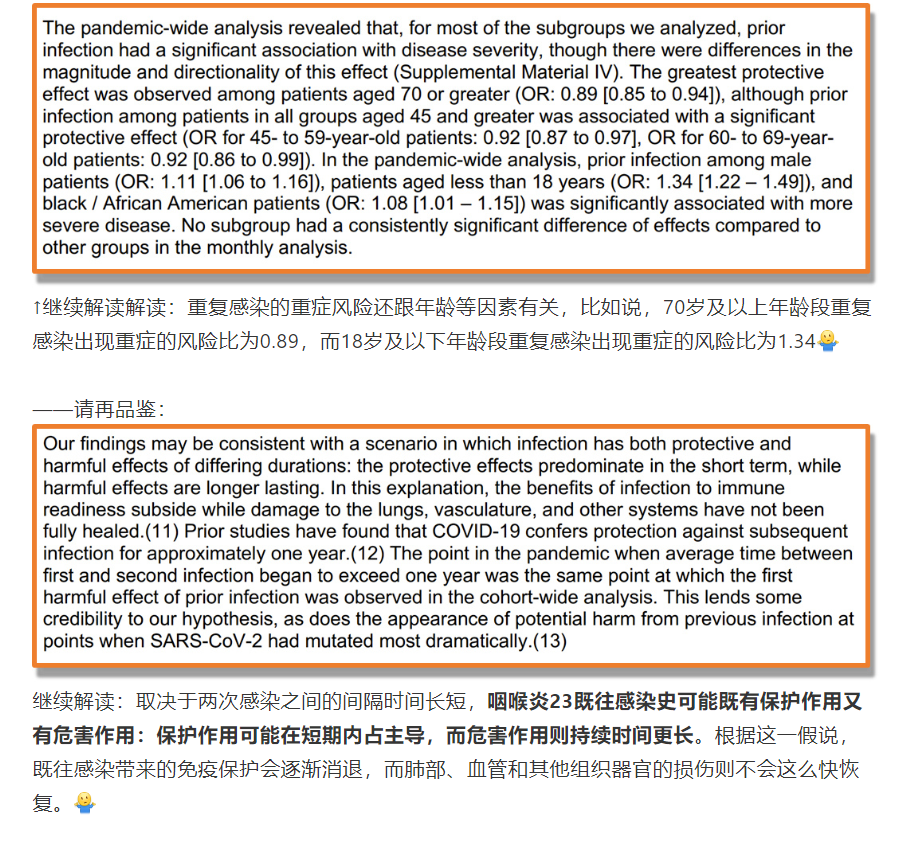 The pandemic-wide analysis revealed that, for most of the subgroups we analyzed, prior
infection had a significant association with disease severity, though there were differences in the
magnitude and directionality of this effect (Supplemental Material IV). The greatest protective
effect was observed among patients aged 70 or greater (OR: 0.89 [0.85 to 0.94]), although prior
infection among patients in all groups aged 45 and greater was associated with a significant
protective effect (OR for 45- to 59-year-old patients: 0.92 [0.87 to 0.97], OR for 60- to 69-year-
old patients: 0.92 [0.86 to 0.99]). In the pandemic-wide analysis, prior infection among male
patients (OR: 1.11 [1.06 to 1.16]), patients aged less than 18 years (OR: 1.34 [1.22 – 1.49]), and
black / African American patients (OR: 1.08 [1.01 – 1.15]) was significantly associated with more
severe disease. No subgroup had a consistently significant difference of effects compared to
other groups in the monthly analysis.
↑继续解读解读：重复感染的重症风险还跟年龄等因素有关，比如说，70岁及以上年龄段重复
感染出现重症的风险比为0.89，而18岁及以下年龄段重复感染出现重症的风险比为1.34🤷
——请再品鉴：
Our findings may be consistent with a scenario in which infection has both protective and
harmful effects of differing durations: the protective effects predominate in the short term, while
harmful effects are longer lasting. In this explanation, the benefits of infection to immune
readiness subside while damage to the lungs, vasculature, and other systems have not been
fully healed.(11) Prior studies have found that COVID-19 confers protection against subsequent
infection for approximately one year.(12) The point in the pandemic when average time between
first and second infection began to exceed one year was the same point at which the first
harmful effect of prior infection was observed in the cohort-wide analysis. This lends some
credibility to our hypothesis, as does the appearance of potential harm from previous infection at
points when SARS-CoV-2 had mutated most dramatically.(13)
继续解读：取决于两次感染之间的间隔时间长短，咽喉炎23既往感染史可能既有保护作用又
有危害作用：保护作用可能在短期内占主导，而危害作用则持续时间更长。根据这一假说，
既往感染带来的免疫保护会逐渐消退，而肺部、血管和其他组织器官的损伤则不会这么快恢
复。🤷